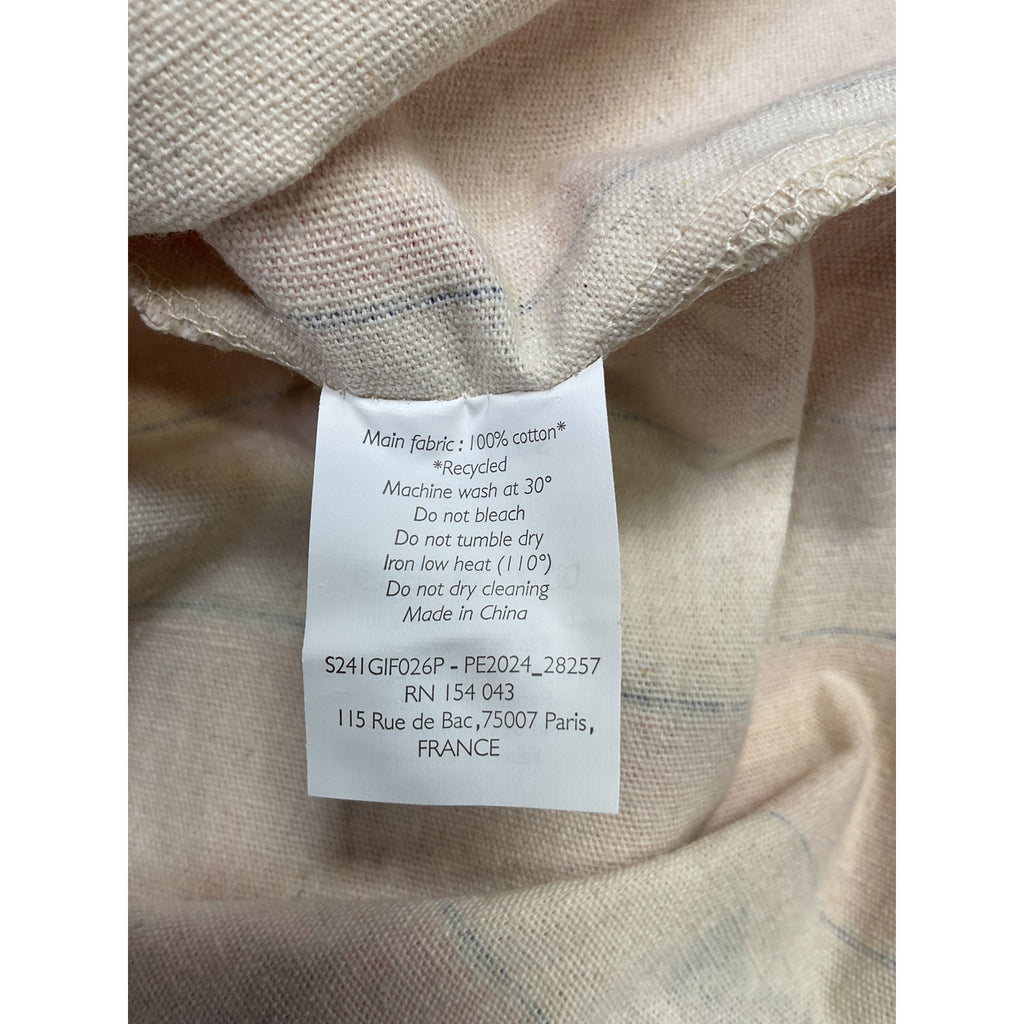 Main fabric : 100% cotton*
*Recycled
Machine wash at 30°
Do not bleach
Do not tumble dry
Iron low heat (110°)
Do not dry cleaning
Made in China
S241GIF026P - PE2024_28257
RN 154 043
115 Rue de Bac,75007 Paris,
FRANCE